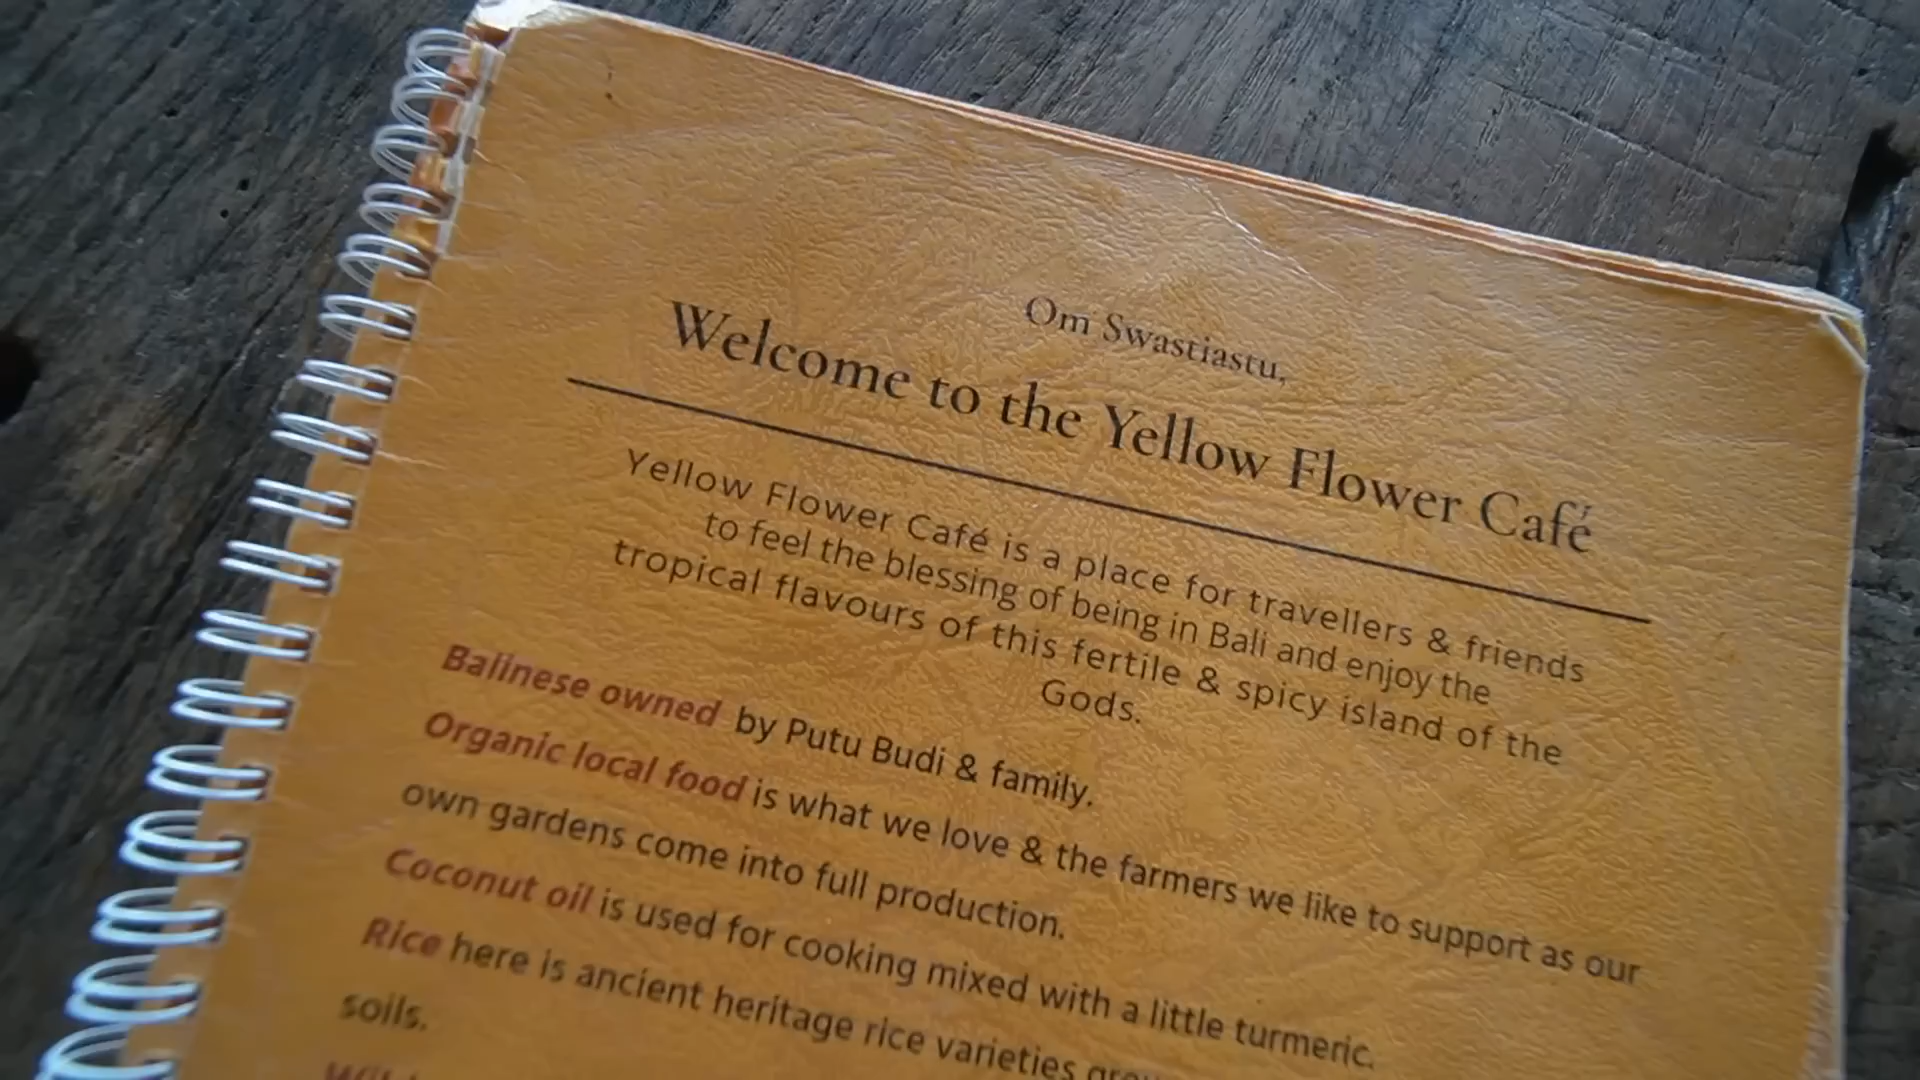 Om Swastiastu,
Welcome to the Yellow Flower Café
Yellow Flower Café is a place for travellers & friends
to feel the blessing of being in Bali and enjoy the
tropical flavours of this fertile & spicy island of the
Gods.
Balinese owned by Putu Budi & family.
Organic local food is what we love & the farmers we like to support as our
own gardens come into full production.
Coconut oil is used for cooking mixed with a little turmeric.
Rice here is ancient heritage rice varieties
soils.